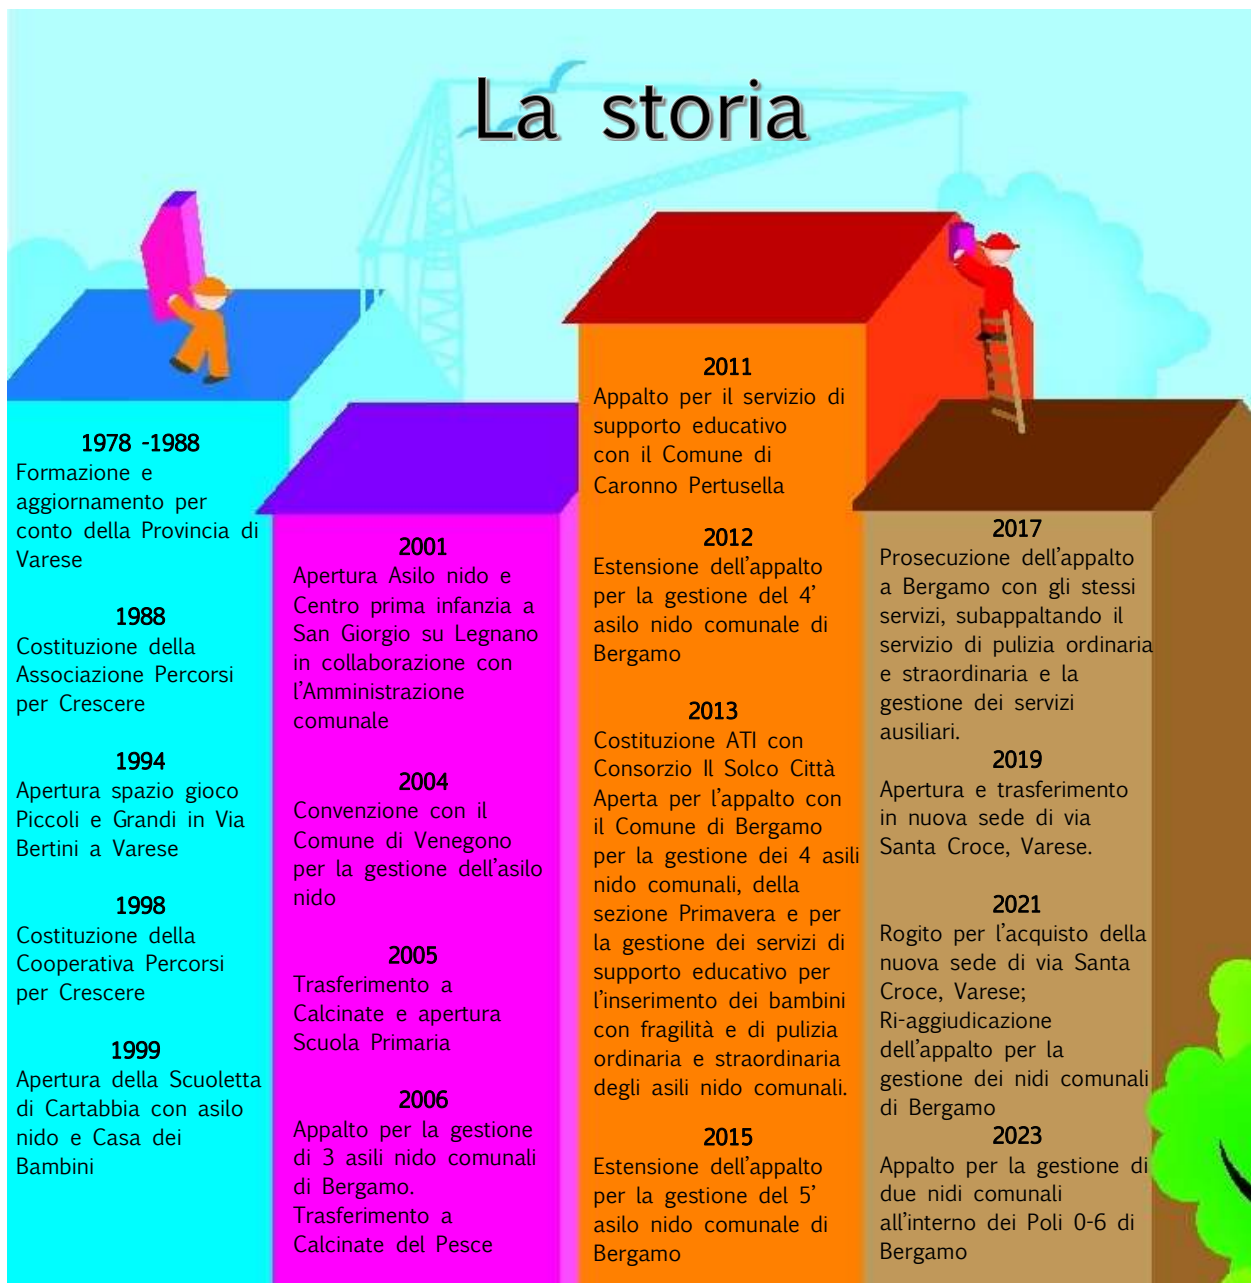 La storia
1978 -1988
Formazione e
aggiornamento per
conto della Provincia di
Varese
1988
Costituzione della
Associazione Percorsi
per Crescere
1994
Apertura spazio gioco
Piccoli e Grandi in Via
Bertini a Varese
1998
Costituzione della
Cooperativa Percorsi
per Crescere
1999
Apertura della Scuoletta
di Cartabbia con asilo
nido e Casa dei
Bambini
2001
Apertura Asilo nido e
Centro prima infanzia a
San Giorgio su Legnano
in collaborazione con
l'Amministrazione
comunale
2004
Convenzione con il
Comune di Venegono
per la gestione dell'asilo
nido
2005
Trasferimento a
Calcinate e apertura
Scuola Primaria
2006
Appalto per la gestione
di 3 asili nido comunali
di Bergamo.
Trasferimento a
Calcinate del Pesce
2011
Appalto per il servizio di
supporto educativo
con il Comune di
Caronno Pertusella
2012
Estensione dell'appalto
per la gestione del 4'
asilo nido comunale di
Bergamo
2013
Costituzione ATI con
Consorzio Il Solco Città
Aperta per l'appalto con
il Comune di Bergamo
per la gestione dei 4 asili
nido comunali, della
sezione Primavera e per
la gestione dei servizi di
supporto educativo per
l'inserimento dei bambini
con fragilità e di pulizia
ordinaria e straordinaria
degli asili nido comunali.
2015
Estensione dell'appalto
per la gestione del 5'
asilo nido comunale di
Bergamo
2017
Prosecuzione dell'appalto
a Bergamo con gli stessi
servizi, subappaltando il
servizio di pulizia ordinaria
e straordinaria e la
gestione dei servizi
ausiliari.
2019
Apertura e trasferimento
in nuova sede di via
Santa Croce, Varese.
2021
Rogito per l'acquisto della
nuova sede di via Santa
Croce, Varese;
Ri-aggiudicazione
dell'appalto per la
gestione dei nidi comunali
di Bergamo
2023
Appalto per la gestione di
due nidi comunali
all'interno dei Poli 0-6 di
Bergamo